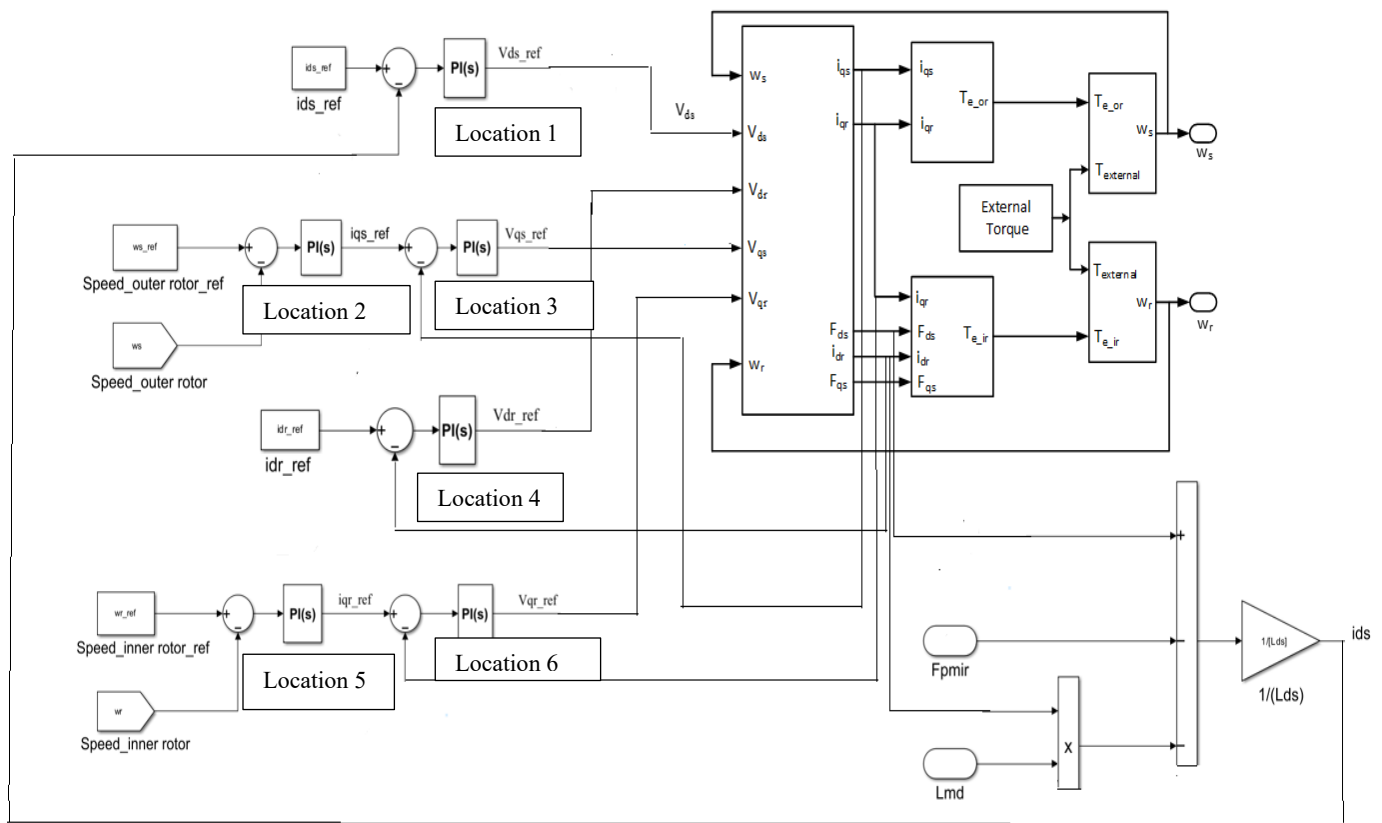 ids_ref
ids_ref
+
−
PI(s)
Vds_ref
Location 1
Vds
ws_ref
Speed_outer rotor_ref
+
−
PI(s)
iqs_ref
+
−
PI(s)
Vqs_ref
Location 2
Location 3
ws
Speed_outer rotor
idr_ref
idr_ref
+
−
PI(s)
Vdr_ref
Location 4
wr_ref
Speed_inner rotor_ref
+
−
PI(s)
iqr_ref
+
−
PI(s)
Vqr_ref
Location 5
Location 6
wr
Speed_inner rotor
ws
Vds
Vdr
Vqs
Vqr
wr
iqs
iqr
Fds
idr
Fqs
iqs
iqr
Te_or
Te_or
Texternal
ws
ws
External
Torque
iqr
Fds
idr
Fqs
Te_ir
Texternal
Te_ir
wr
wr
+
−
−
Fpmir
Lmd
X
1/[Lds]
1/(Lds)
ids